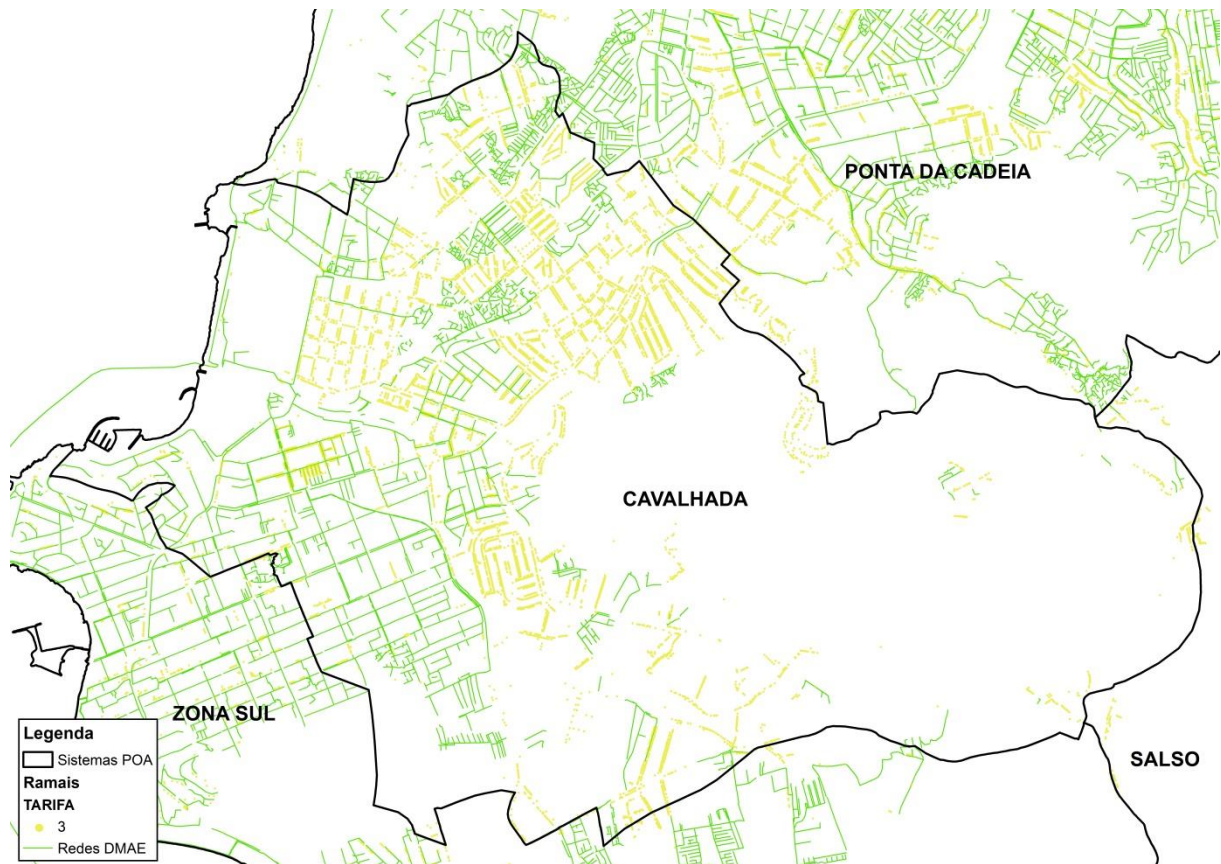 PONTA DA CADEIA
CAVALHADA
ZONA SUL
SALSO
Legenda
Sistemas POA
Ramais
TARIFA
3
Redes DMAE